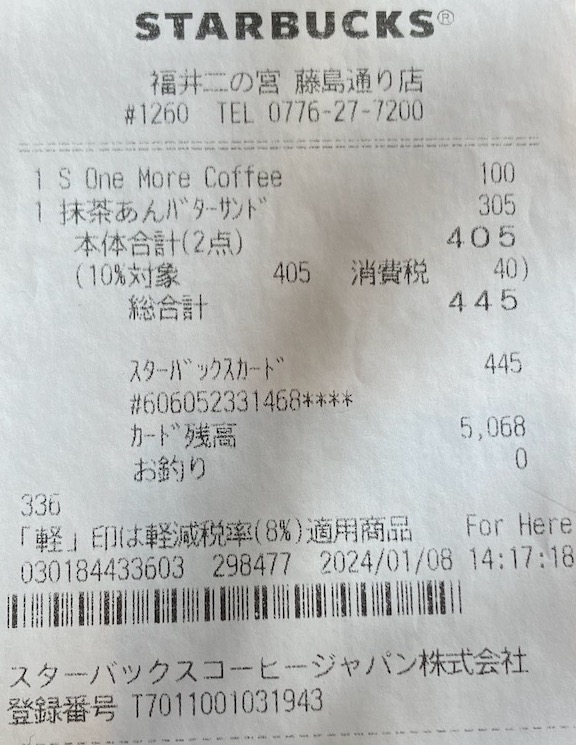 STARBUCKS®
福井二の宮 藤島通り店
#1260 TEL 0776-27-7200
1 S One More Coffee 100
1 抹茶あんﾊﾞﾀｰサンド 305
本体合計(2点) 405
(10%対象 405 消費税 40)
総合計 445
ｽﾀｰﾊﾞｯｸｽｶｰﾄﾞ 445
#606052331468****
ｶｰﾄﾞ残高 5,068
お釣り 0
336
「軽」印は軽減税率(8%)適用商品 For Here
030184433603 298477 2024/01/08 14:17:18
スターバックスコーヒージャパン株式会社
登録番号 T7011001031943